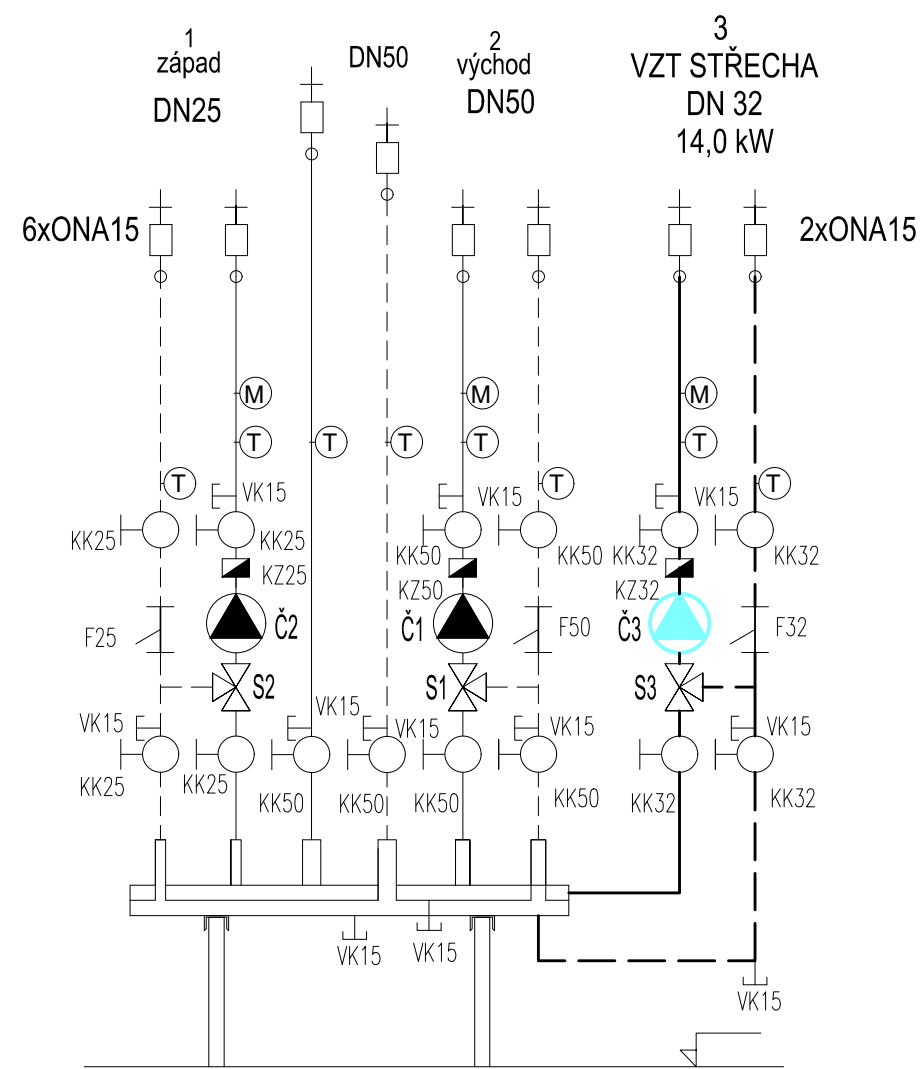 1
západ
DN25
DN50
2
východ
DN50
3
VZT STŘECHA
DN 32
14,0 kW
6xONA15
2xONA15
M
M
M
T
T
T
T
T
T
T
T
VK15
VK15
VK15
KK25
KK25
KK50
KK50
KK32
KK32
KZ25
KZ50
KZ32
F25
Č2
Č1
F50
Č3
F32
S2
S1
S3
VK15
VK15
VK15
VK15
VK15
KK25
KK25
KK50
KK50
KK50
KK50
KK32
KK32
VK15
VK15
VK15